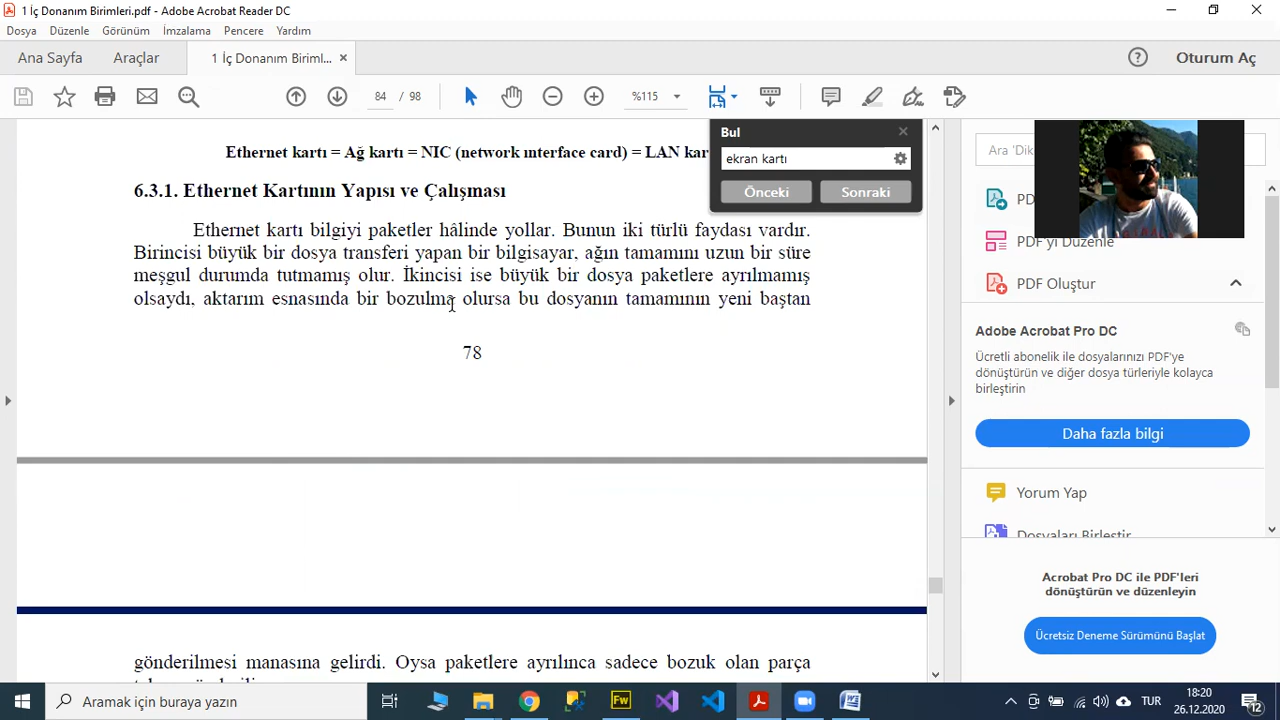 1 İç Donanım Birimleri.pdf - Adobe Acrobat Reader DC
Dosya Düzenle Görünüm İmzalama Pencere Yardım
Ana Sayfa Araçlar 1 İç Donanım Biriml... × Oturum Aç
84 / 98 %115
Bul
ekran kartı
Önceki Sonraki
Ethernet kartı = Ağ kartı = NIC (network ınterface card) = LAN kar
6.3.1. Ethernet Kartının Yapısı ve Çalışması
Ethernet kartı bilgiyi paketler hâlinde yollar. Bunun iki türlü faydası vardır.
Birincisi büyük bir dosya transferi yapan bir bilgisayar, ağın tamamını uzun bir süre
meşgul durumda tutmamış olur. İkincisi ise büyük bir dosya paketlere ayrılmamış
olsaydı, aktarım esnasında bir bozulma olursa bu dosyanın tamamının yeni baştan
78
gönderilmesi manasına gelirdi. Oysa paketlere ayrılınca sadece bozuk olan parça
Ara 'Dik
PD
PDF'yi Düzenle
PDF Oluştur
Adobe Acrobat Pro DC
Ücretli abonelik ile dosyalarınızı PDF'ye
dönüştürün ve diğer dosya türleriyle kolayca
birleştirin
Daha fazla bilgi
Yorum Yap
Dosyaları Birleştir
Acrobat Pro DC ile PDF'leri
dönüştürün ve düzenleyin
Ücretsiz Deneme Sürümünü Başlat
Aramak için buraya yazın
Fw
TUR
18:20
26.12.2020
12